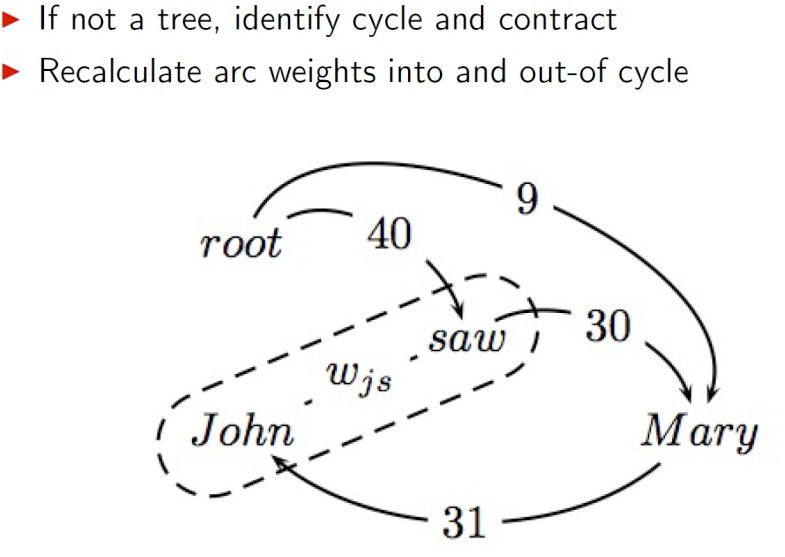 ► If not a tree, identify cycle and contract
► Recalculate arc weights into and out-of cycle
9
root
40
saw
30
w_js
John
Mary
31